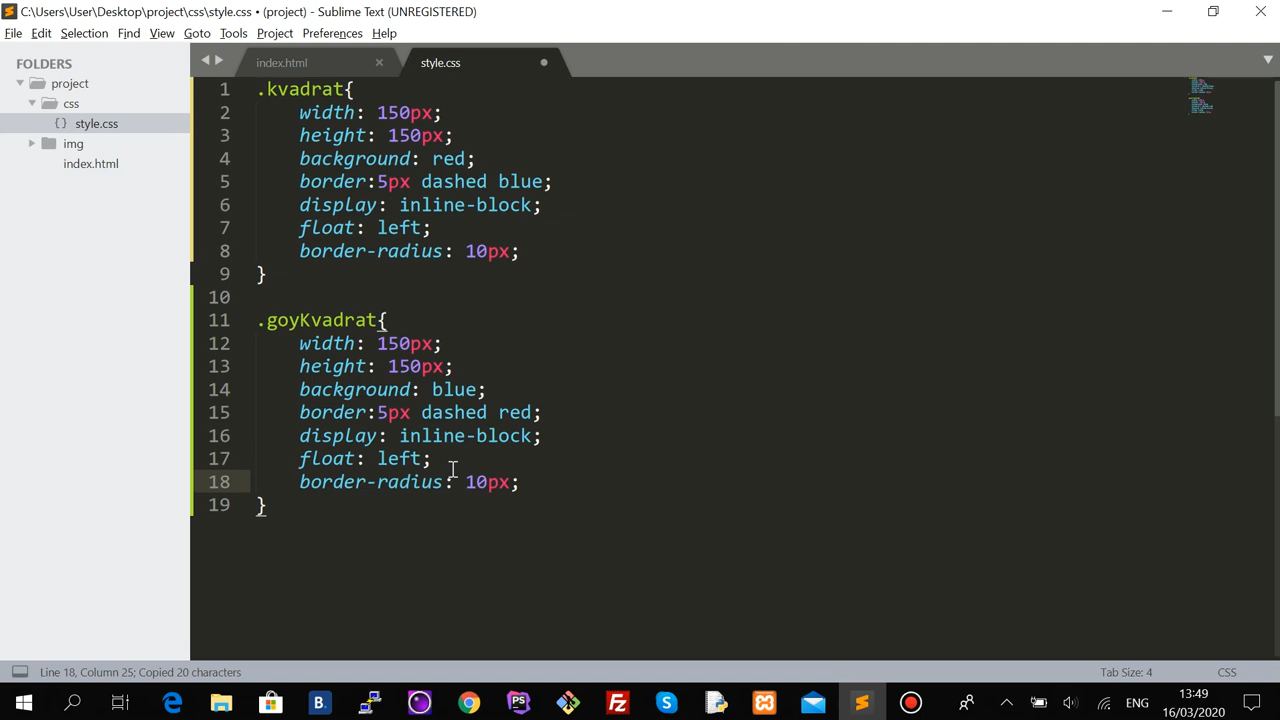 C:\Users\User\Desktop\project\css\style.css • (project) - Sublime Text (UNREGISTERED)
File Edit Selection Find View Goto Tools Project Preferences Help
FOLDERS
project
css
{} style.css
img
index.html
index.html × style.css
1 .kvadrat{
2 width: 150px;
3 height: 150px;
4 background: red;
5 border:5px dashed blue;
6 display: inline-block;
7 float: left;
8 border-radius: 10px;
9 }
10
11 .goyKvadrat{
12 width: 150px;
13 height: 150px;
14 background: blue;
15 border:5px dashed red;
16 display: inline-block;
17 float: left;
18 border-radius: 10px;
19 }
Line 18, Column 25; Copied 20 characters Tab Size: 4 CSS
B. PS Fz S ENG 13:49
16/03/2020